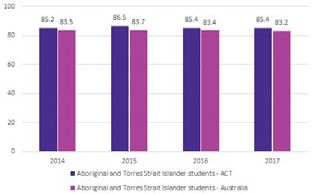 100
80
60
40
20
0
85.2 83.5 86.5 83.7 85.4 83.4 85.4 83.2
2014 2015 2016 2017
Aboriginal and Torres Strait Islander students - ACT
Aboriginal and Torres Strait Islander students - Australia